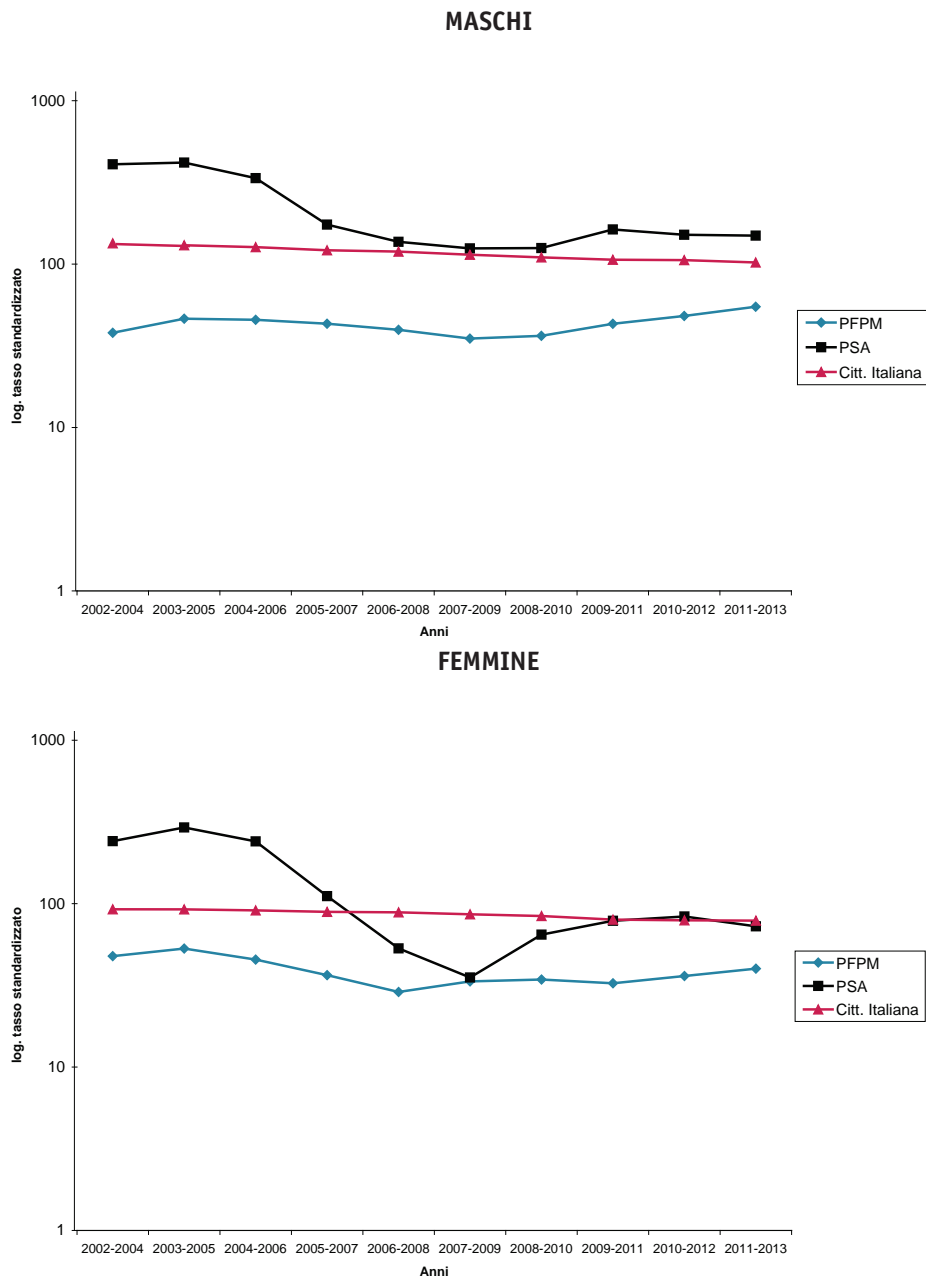 MASCHI
1000
100
10
1
log. tasso standardizzato
2002-2004 2003-2005 2004-2006 2005-2007 2006-2008 2007-2009 2008-2010 2009-2011 2010-2012 2011-2013
Anni
PFPM
PSA
Citt. Italiana
FEMMINE
1000
100
10
1
log. tasso standardizzato
2002-2004 2003-2005 2004-2006 2005-2007 2006-2008 2007-2009 2008-2010 2009-2011 2010-2012 2011-2013
Anni
PFPM
PSA
Citt. Italiana